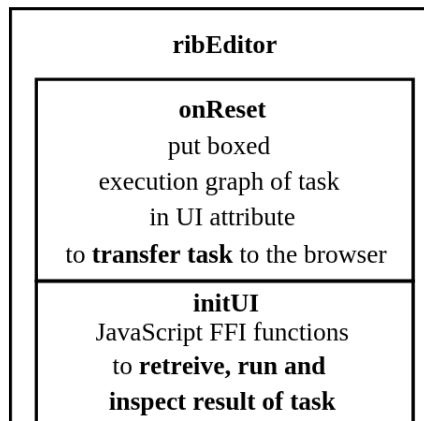 ribEditor
onReset
put boxed
execution graph of task
in UI attribute
to transfer task to the browser
initUI
JavaScript FFI functions
to retreive, run and
inspect result of task